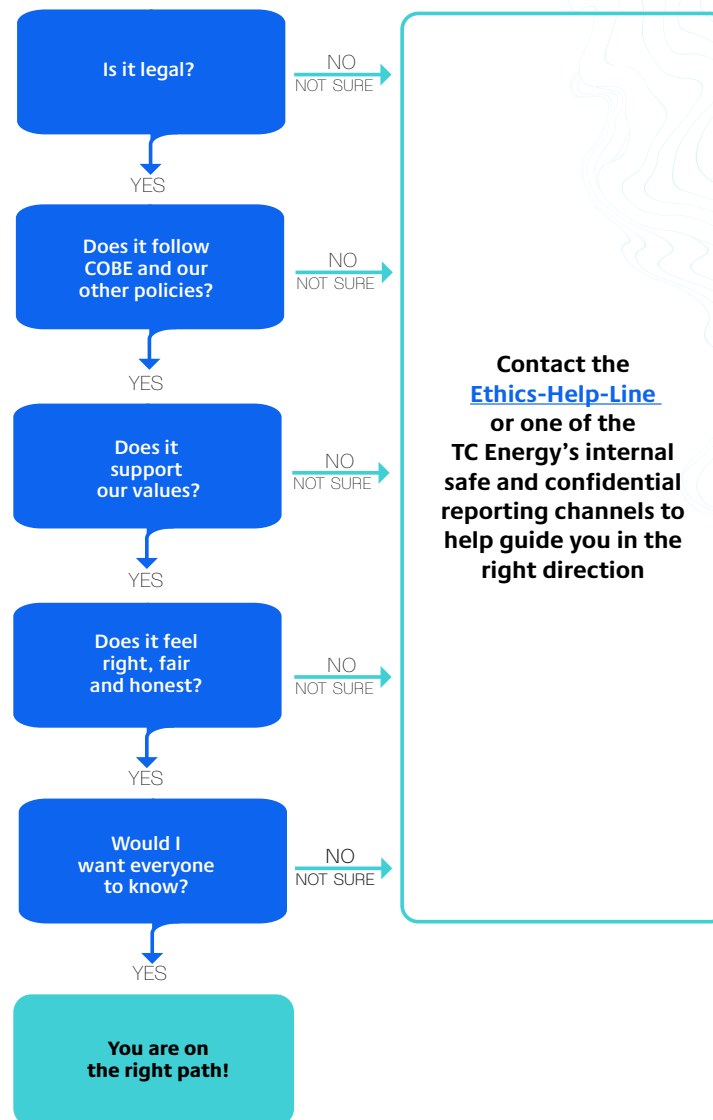 Is it legal?
NO
NOT SURE
YES
Does it follow
COBE and our
other policies?
NO
NOT SURE
YES
Does it
support
our values?
NO
NOT SURE
YES
Does it feel
right, fair
and honest?
NO
NOT SURE
YES
Would I
want everyone
to know?
NO
NOT SURE
YES
You are on
the right path!
Contact the
Ethics-Help-Line
or one of the
TC Energy’s internal
safe and confidential
reporting channels to
help guide you in the
right direction